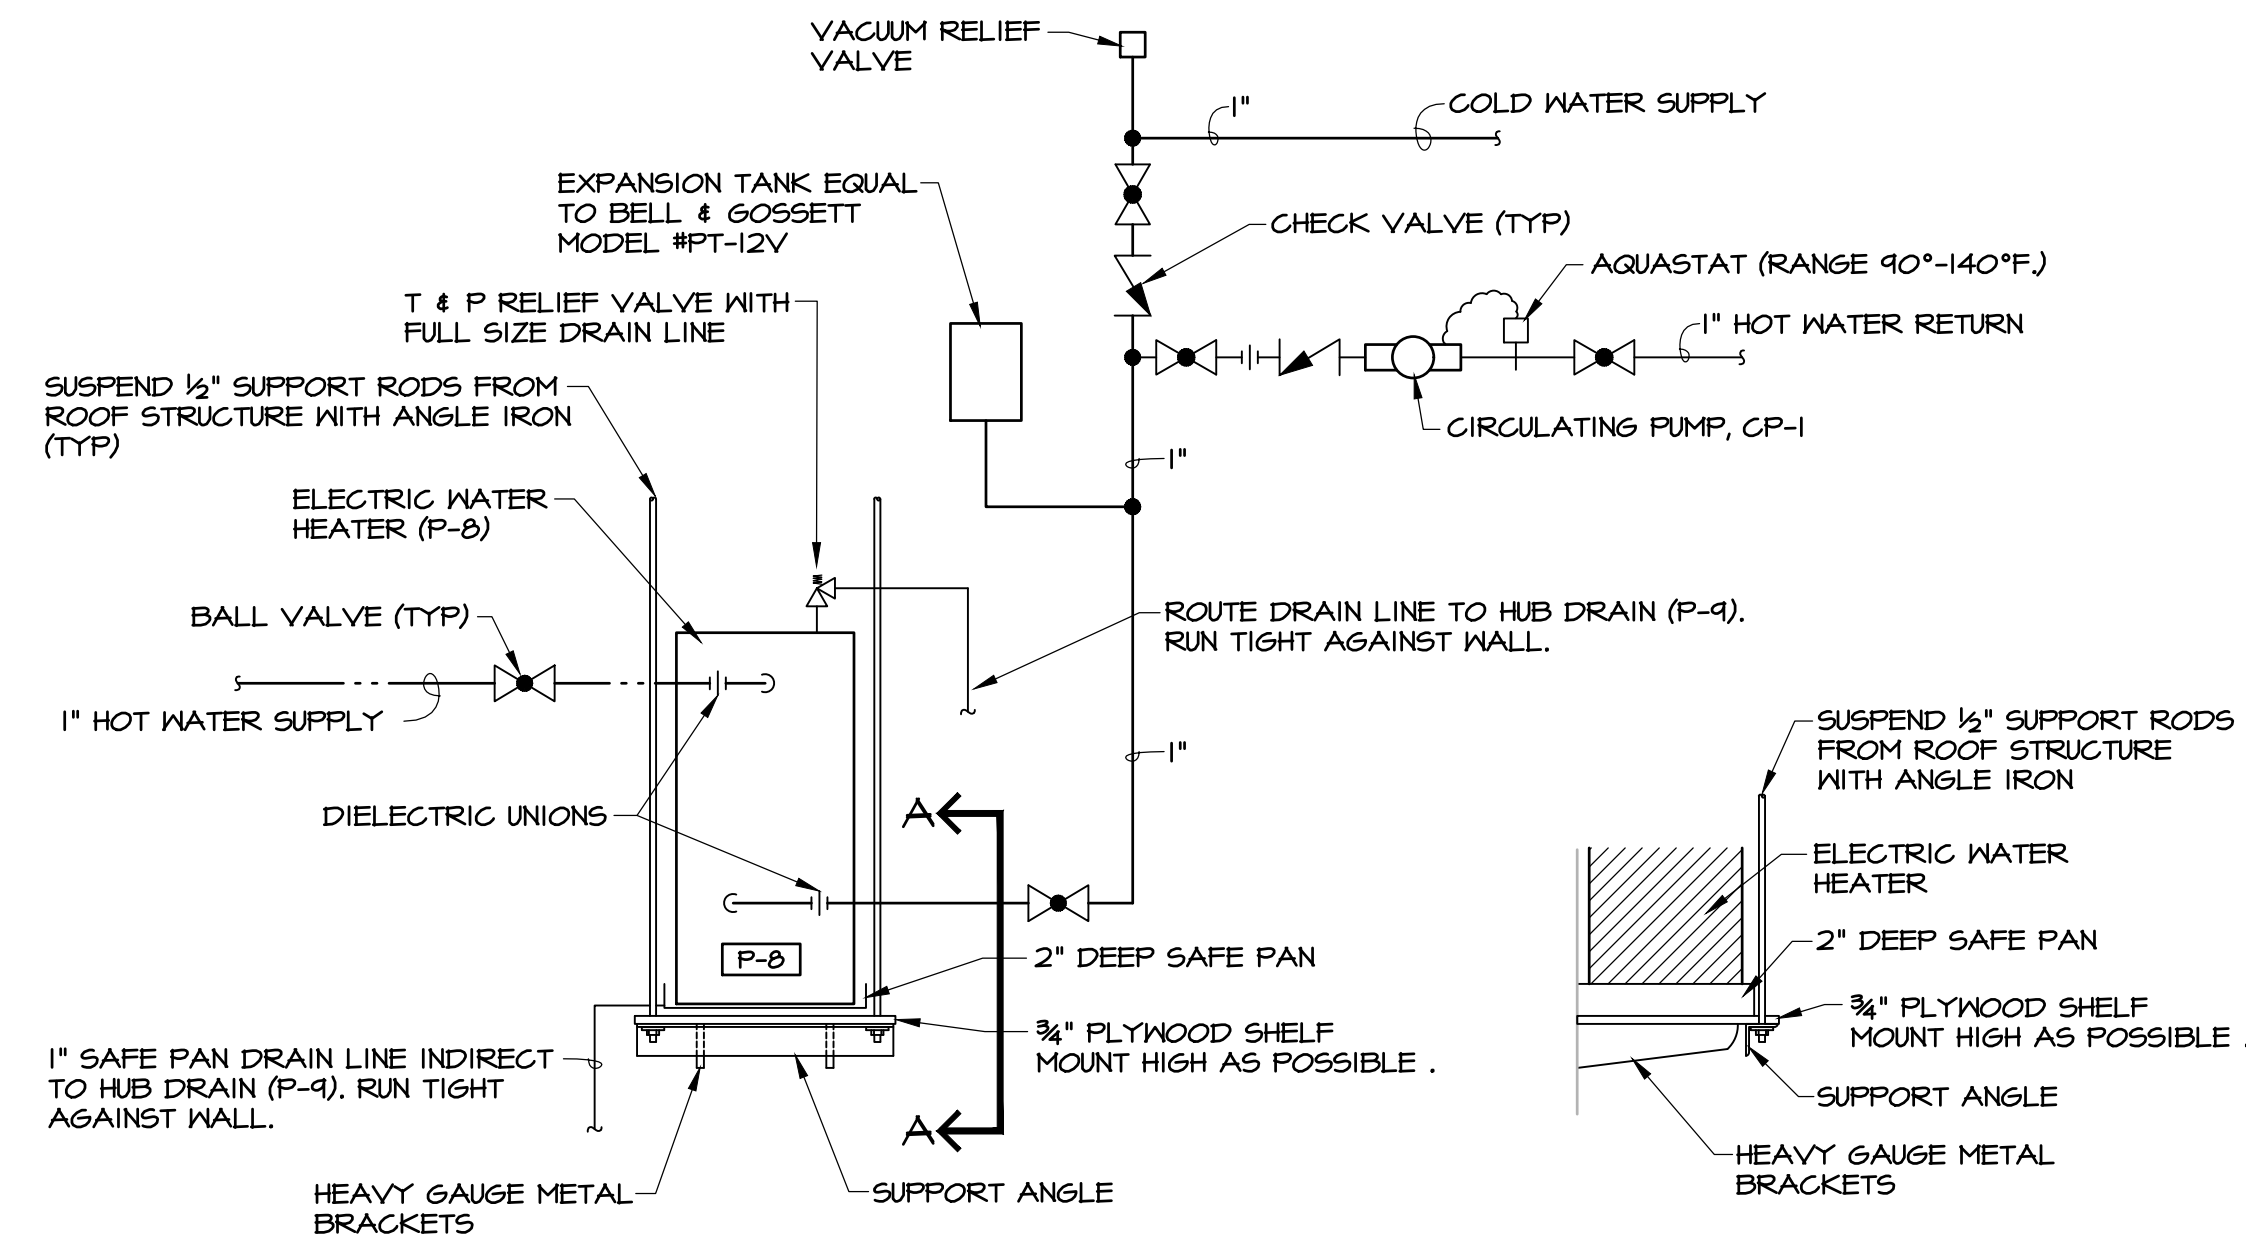 VACUUM RELIEF
VALVE
1"
COLD WATER SUPPLY
EXPANSION TANK EQUAL
TO BELL & GOSSETT
MODEL #PT-12V
CHECK VALVE (TYP)
AQUASTAT (RANGE 90°-140°F.)
T & P RELIEF VALVE WITH
FULL SIZE DRAIN LINE
1" HOT WATER RETURN
SUSPEND ½" SUPPORT RODS FROM
ROOF STRUCTURE WITH ANGLE IRON
(TYP)
CIRCULATING PUMP, CP-1
1"
ELECTRIC WATER
HEATER (P-8)
BALL VALVE (TYP)
ROUTE DRAIN LINE TO HUB DRAIN (P-9).
RUN TIGHT AGAINST WALL.
1" HOT WATER SUPPLY
1"
DIELECTRIC UNIONS
A
P-8
2" DEEP SAFE PAN
¾" PLYWOOD SHELF
MOUNT HIGH AS POSSIBLE .
1" SAFE PAN DRAIN LINE INDIRECT
TO HUB DRAIN (P-9). RUN TIGHT
AGAINST WALL.
A
HEAVY GAUGE METAL
BRACKETS
SUPPORT ANGLE
SUSPEND ½" SUPPORT RODS
FROM ROOF STRUCTURE
WITH ANGLE IRON
ELECTRIC WATER
HEATER
2" DEEP SAFE PAN
¾" PLYWOOD SHELF
MOUNT HIGH AS POSSIBLE .
SUPPORT ANGLE
HEAVY GAUGE METAL
BRACKETS